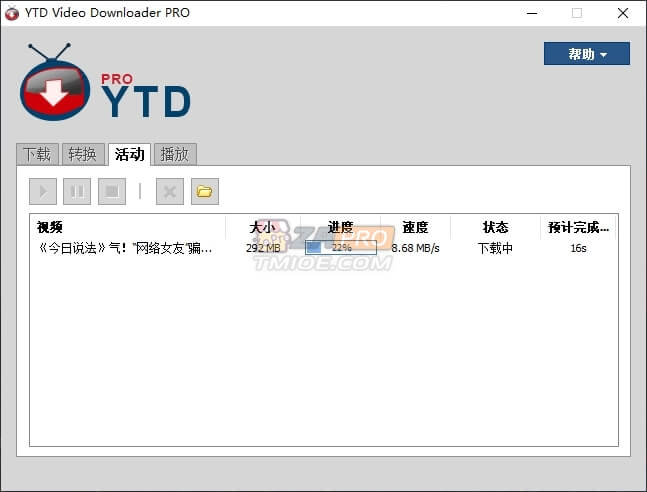 YTD Video Downloader PRO
帮助
PRO
YTD
下载 转换 活动 播放
视频 大小 进度 速度 状态 预计完成...
《今日说法》气！"网络女友"骗... 292 MB 22% 8.68 MB/s 下载中 16s
PRO
TMIOE.COM